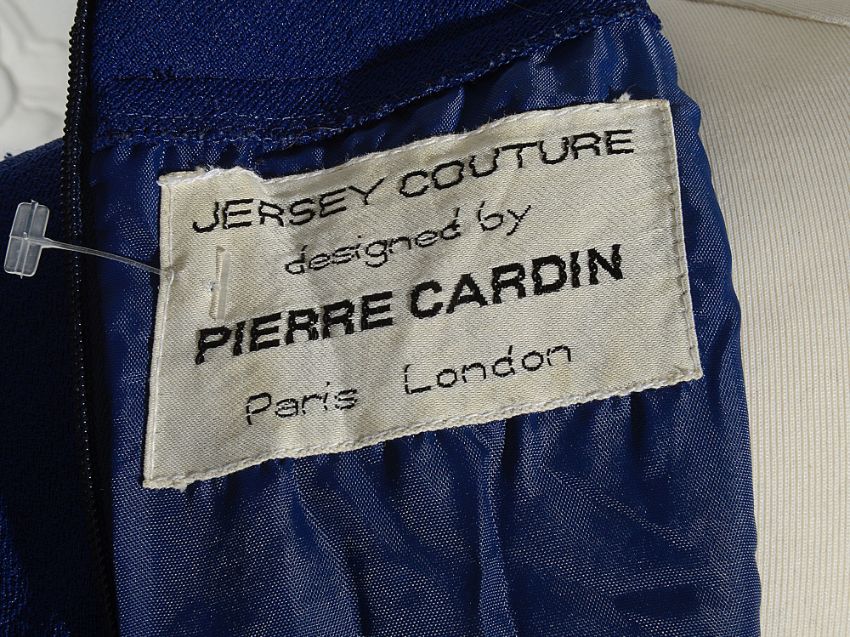 JERSEY COUTURE
designed by
PIERRE CARDIN
Paris London